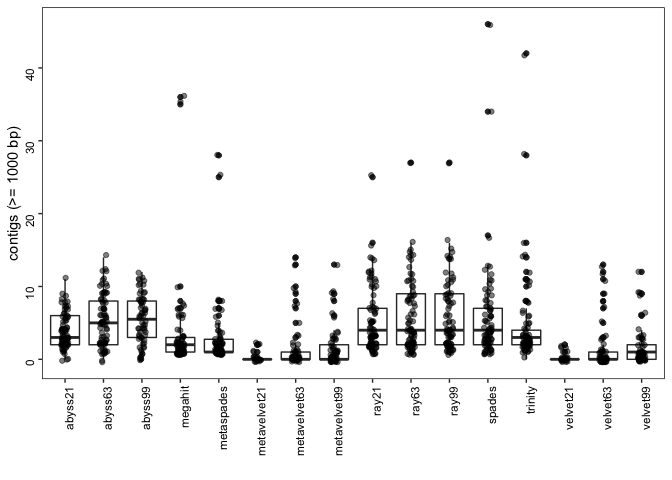 contigs (>= 1000 bp)
40
30
20
10
0
abyss21
abyss63
abyss99
megahit
metaspades
metavelvet21
metavelvet63
metavelvet99
ray21
ray63
ray99
spades
trinity
velvet21
velvet63
velvet99